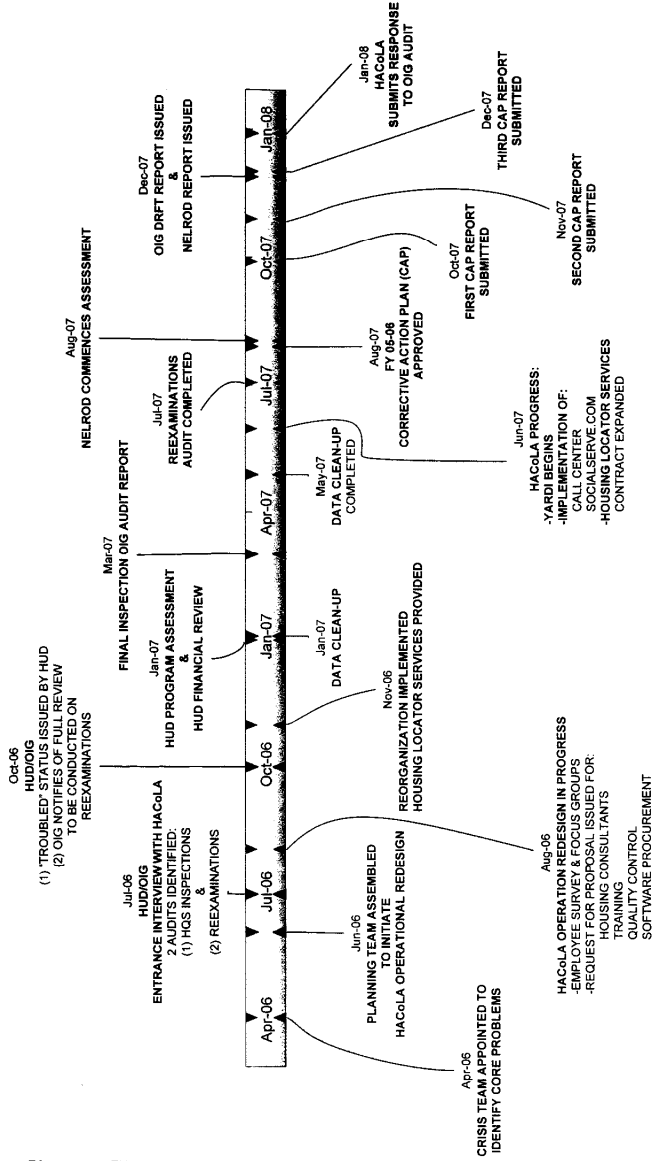 Oct-06
HUD/OIG
(1) "TROUBLED" STATUS ISSUED BY HUD
(2) OIG NOTIFIES OF FULL REVIEW
TO BE CONDUCTED ON
REEXAMINATIONS
Jul-06
HUD/OIG
ENTRANCE INTERVIEW WITH HACoLA
2 AUDITS IDENTIFIED:
(1) HQS INSPECTIONS
&
(2) REEXAMINATIONS
Jan-07
HUD PROGRAM ASSESSMENT
&
HUD FINANCIAL REVIEW
Mar-07
FINAL INSPECTION OIG AUDIT REPORT
Jul-07
REEXAMINATIONS
AUDIT COMPLETED
Aug-07
NELROD COMMENCES ASSESSMENT
Dec-07
OIG DRFT REPORT ISSUED
&
NELROD REPORT ISSUED
Apr-06
Jul-06
Oct-06
Jan-07
Apr-07
Jul-07
Oct-07
Jan-08
Apr-06
CRISIS TEAM APPOINTED TO
IDENTIFY CORE PROBLEMS
Jun-06
PLANNING TEAM ASSEMBLED
TO INITIATE
HACoLA OPERATIONAL REDESIGN
Aug-06
HACoLA OPERATION REDESIGN IN PROGRESS
-EMPLOYEE SURVEY & FOCUS GROUPS
-REQUEST FOR PROPOSAL ISSUED FOR:
HOUSING CONSULTANTS
TRAINING
QUALITY CONTROL
SOFTWARE PROCUREMENT
Nov-06
REORGANIZATION IMPLEMENTED
HOUSING LOCATOR SERVICES PROVIDED
Jan-07
DATA CLEAN-UP
May-07
DATA CLEAN-UP
COMPLETED
Jun-07
HACoLA PROGRESS:
-YARDI BEGINS
-IMPLEMENTATION OF:
CALL CENTER
SOCIALSERVE.COM
-HOUSING LOCATOR SERVICES
CONTRACT EXPANDED
Aug-07
FY 05-06
CORRECTIVE ACTION PLAN (CAP)
APPROVED
Oct-07
FIRST CAP REPORT
SUBMITTED
Nov-07
SECOND CAP REPORT
SUBMITTED
Dec-07
THIRD CAP REPORT
SUBMITTED
Jan-08
HACoLA
SUBMITS RESPONSE
TO OIG AUDIT